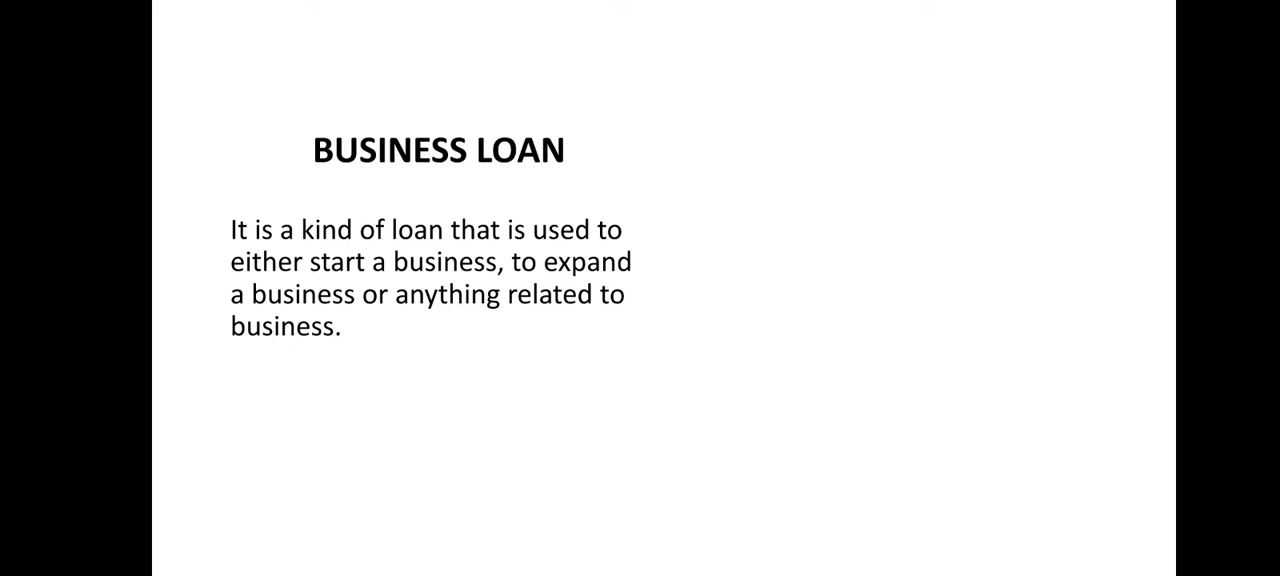 BUSINESS LOAN
It is a kind of loan that is used to
either start a business, to expand
a business or anything related to
business.